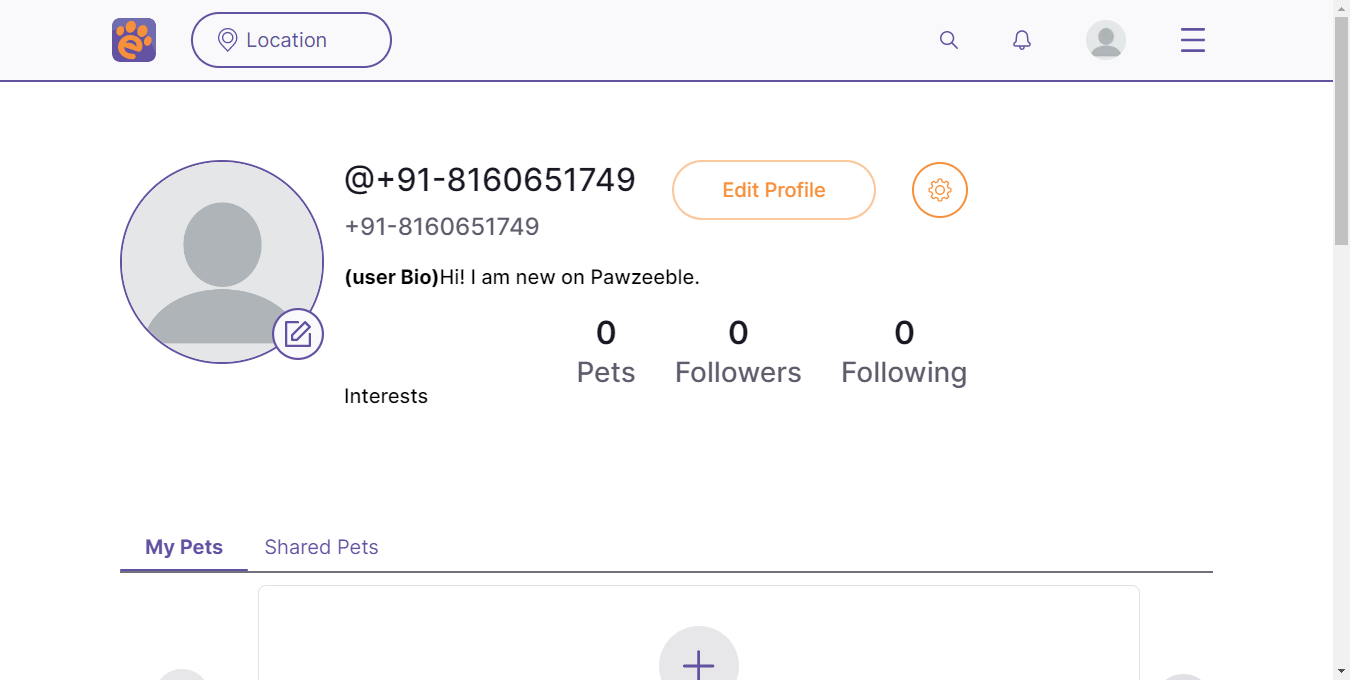 Location
@+91-8160651749
Edit Profile
+91-8160651749
(user Bio)Hi! I am new on Pawzeeble.
0 0 0
Pets Followers Following
Interests
My Pets Shared Pets